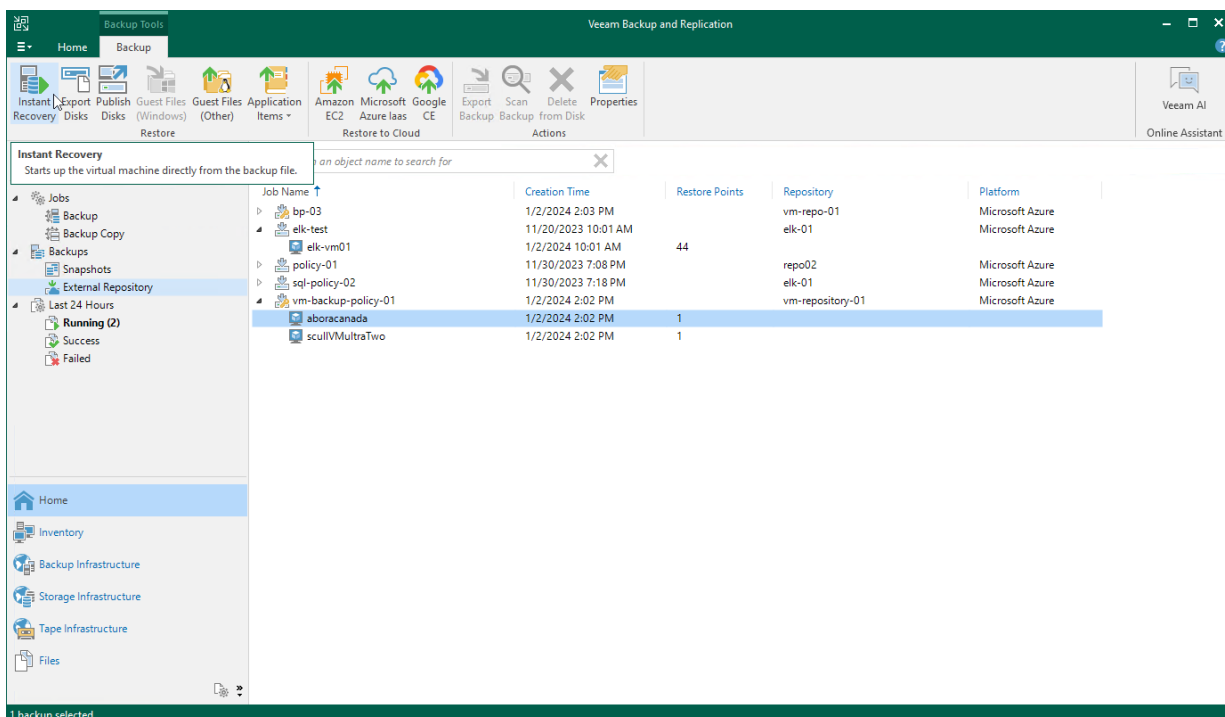 Backup Tools
Veeam Backup and Replication
Home Backup
Instant Recovery
Export Disks
Publish Disks
Guest Files (Windows)
Guest Files (Other)
Application Items
Restore
Amazon EC2
Microsoft Azure Iaas
Google CE
Restore to Cloud
Export Backup
Scan Backup
Delete from Disk
Properties
Actions
Veeam AI
Online Assistant
Instant Recovery
Starts up the virtual machine directly from the backup file.
an object name to search for
Jobs
Backup
Backup Copy
Backups
Snapshots
External Repository
Last 24 Hours
Running (2)
Success
Failed
Job Name Creation Time Restore Points Repository Platform
bp-03 1/2/2024 2:03 PM vm-repo-01 Microsoft Azure
elk-test 11/20/2023 10:01 AM elk-01 Microsoft Azure
elk-vm01 1/2/2024 10:01 AM 44
policy-01 11/30/2023 7:08 PM repo02 Microsoft Azure
sql-policy-02 11/30/2023 7:18 PM elk-01 Microsoft Azure
vm-backup-policy-01 1/2/2024 2:02 PM vm-repository-01 Microsoft Azure
aboracanada 1/2/2024 2:02 PM 1
scullVMultraTwo 1/2/2024 2:02 PM 1
Home
Inventory
Backup Infrastructure
Storage Infrastructure
Tape Infrastructure
Files
1 backup selected